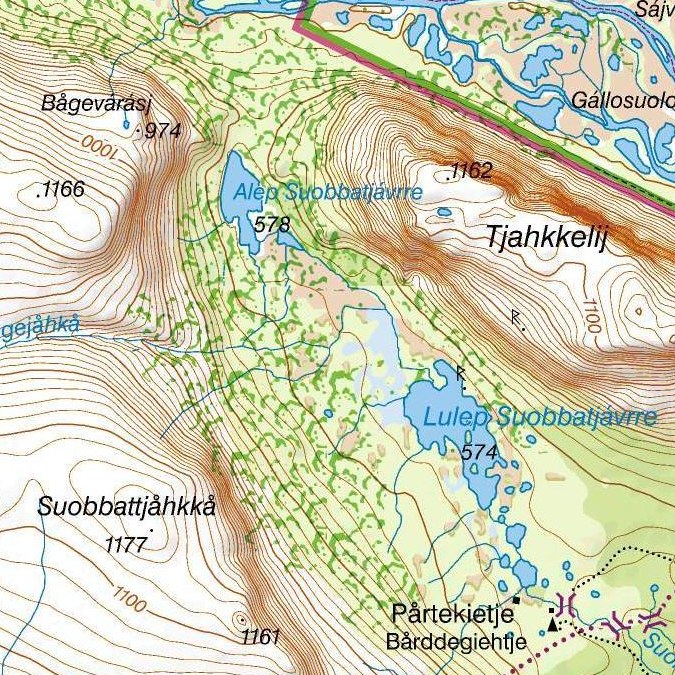 Sájv
Bågevárásj
974
Gállosuolo
1000
1162
1166
Alep Suobbatjávrre
578
Tjahkkelij
1100
gejåhkå
Lulep Suobbatjávrre
574
Suobbattjåhkkå
1177
1100
Pårtekietje
1161
Bårddegiehtje
Suo